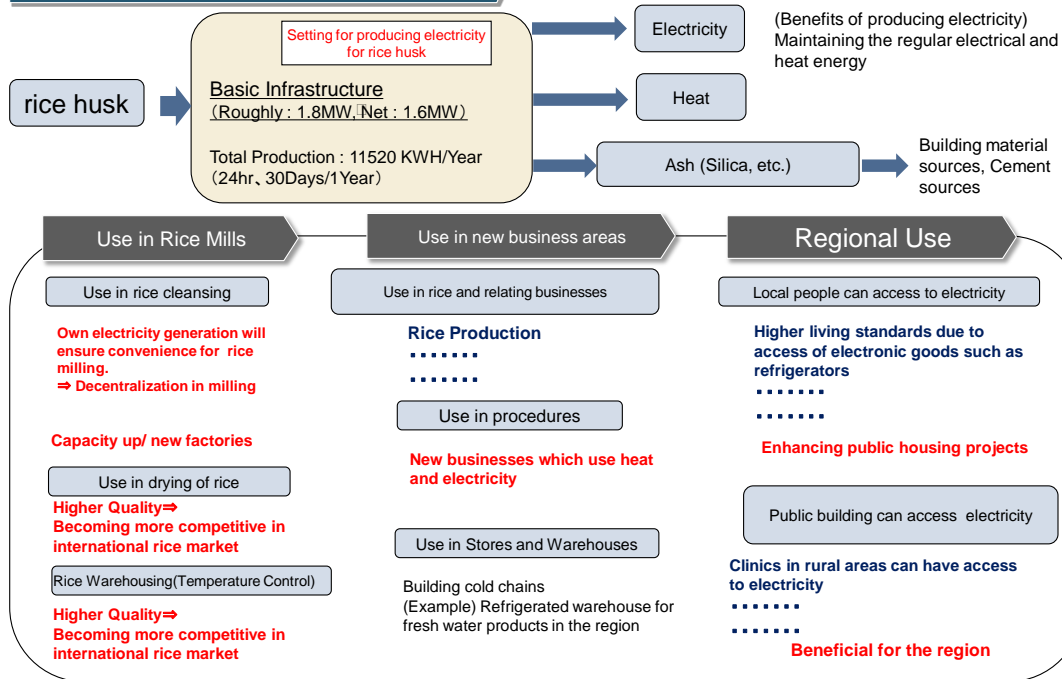 rice husk
Setting for producing electricity
for rice husk
Basic Infrastructure
（Roughly : 1.8MW, Net : 1.6MW）
Total Production : 11520 KWH/Year
（24hr、30Days/1Year）
Electricity
Heat
Ash (Silica, etc.)
(Benefits of producing electricity)
Maintaining the regular electrical and
heat energy
Building material
sources, Cement
sources
Use in Rice Mills
Use in rice cleansing
Own electricity generation will
ensure convenience for rice
milling.
⇒ Decentralization in milling
Capacity up/ new factories
Use in drying of rice
Higher Quality⇒
Becoming more competitive in
international rice market
Rice Warehousing(Temperature Control)
Higher Quality⇒
Becoming more competitive in
international rice market
Use in new business areas
Use in rice and relating businesses
Rice Production
･･･････
･･･････
Use in procedures
New businesses which use heat
and electricity
Use in Stores and Warehouses
Building cold chains
(Example) Refrigerated warehouse for
fresh water products in the region
Regional Use
Local people can access to electricity
Higher living standards due to
access of electronic goods such as
refrigerators
･･･････
･･･････
Enhancing public housing projects
Public building can access electricity
Clinics in rural areas can have access
to electricity
･･･････
･･･････
Beneficial for the region